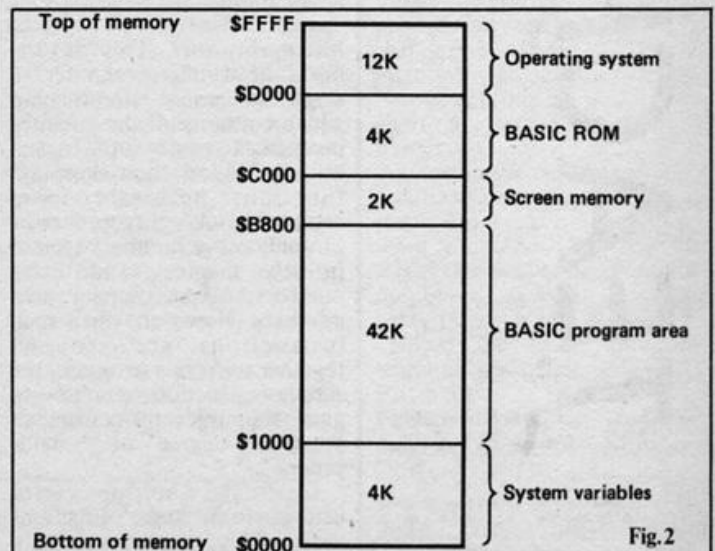 Top of memory $FFFF
12K Operating system
$D000
4K BASIC ROM
$C000
2K Screen memory
$B800
42K BASIC program area
$1000
4K System variables
Bottom of memory $0000
Fig.2